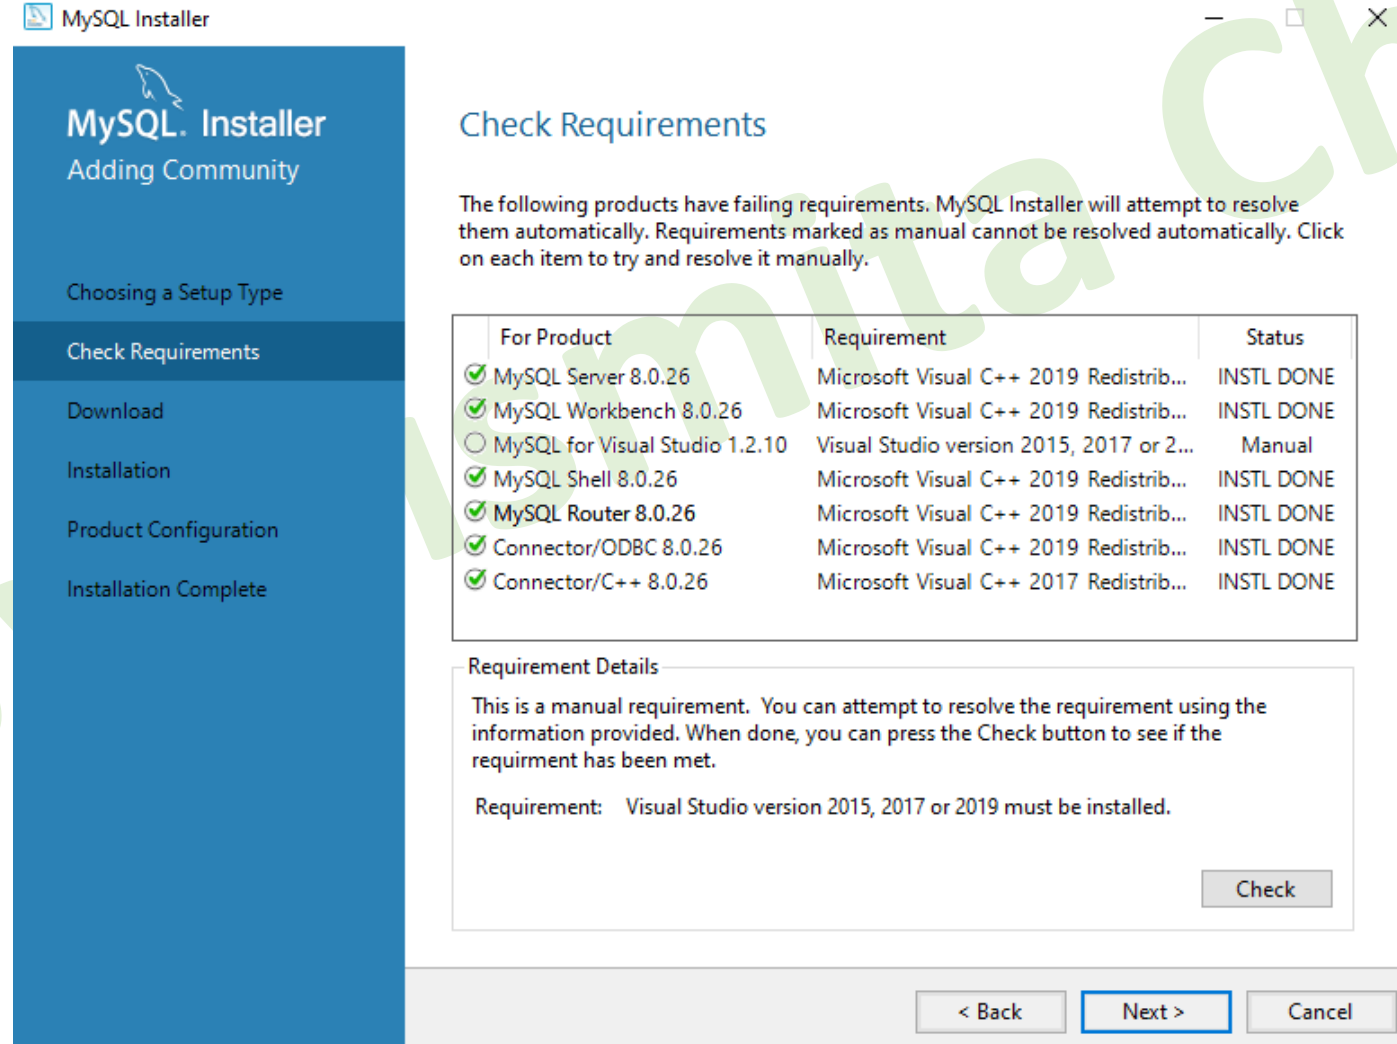 MySQL Installer
MySQL. Installer
Adding Community
Choosing a Setup Type
Check Requirements
Download
Installation
Product Configuration
Installation Complete
Check Requirements
The following products have failing requirements. MySQL Installer will attempt to resolve
them automatically. Requirements marked as manual cannot be resolved automatically. Click
on each item to try and resolve it manually.
For Product Requirement Status
MySQL Server 8.0.26 Microsoft Visual C++ 2019 Redistrib... INSTL DONE
MySQL Workbench 8.0.26 Microsoft Visual C++ 2019 Redistrib... INSTL DONE
MySQL for Visual Studio 1.2.10 Visual Studio version 2015, 2017 or 2... Manual
MySQL Shell 8.0.26 Microsoft Visual C++ 2019 Redistrib... INSTL DONE
MySQL Router 8.0.26 Microsoft Visual C++ 2019 Redistrib... INSTL DONE
Connector/ODBC 8.0.26 Microsoft Visual C++ 2019 Redistrib... INSTL DONE
Connector/C++ 8.0.26 Microsoft Visual C++ 2017 Redistrib... INSTL DONE
Requirement Details
This is a manual requirement. You can attempt to resolve the requirement using the
information provided. When done, you can press the Check button to see if the
requirment has been met.
Requirement: Visual Studio version 2015, 2017 or 2019 must be installed.
Check
< Back Next > Cancel